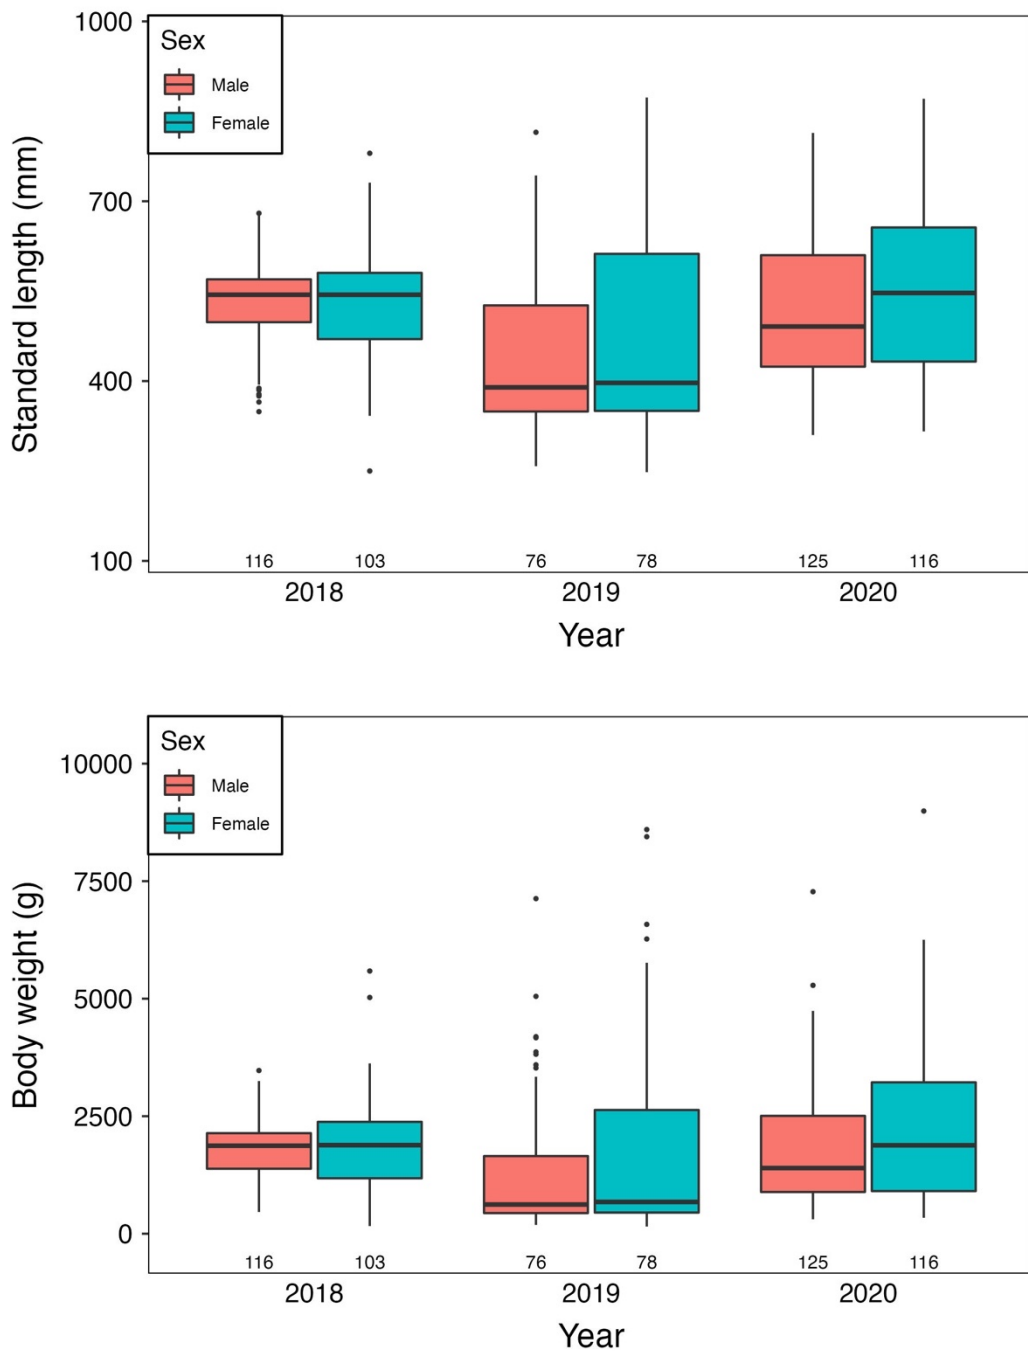 1000
Sex
Male
Female
700
400
100
Standard length (mm)
116 103 76 78 125 116
2018 2019 2020
Year
Sex
Male
Female
10000
7500
5000
2500
0
Body weight (g)
116 103 76 78 125 116
2018 2019 2020
Year